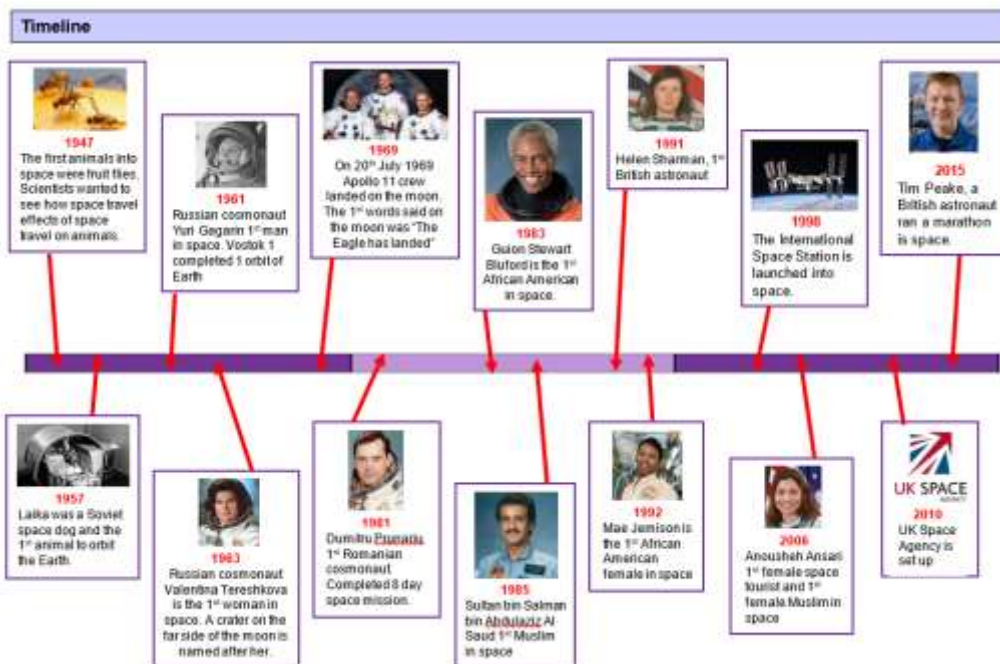 Timeline
1947
The first animals into
space were fruit flies.
Scientists wanted to
see how space travel
effects of space
travel on animals.
1961
Russian cosmonaut
Yuri Gegarin 1st man
in space. Vostok 1
completed 1 orbit of
Earth
1969
On 20th July 1969
Apollo 11 crew
landed on the moon.
The 1st words said on
the moon was "The
Eagle has landed"
1983
Guion Stewart
Bluford is the 1st
African American
in space.
1991
Helen Sharman, 1st
British astronaut
1998
The International
Space Station is
launched into
space.
2015
Tim Peake, a
British astronaut
ran a marathon
is space.
1957
Laika was a Soviet
space dog and the
1st animal to orbit
the Earth.
1963
Russian cosmonaut
Valentina Tereshkova
is the 1st woman in
space. A crater on the
far side of the moon is
named after her.
1981
Dumitru Prunariu
1st Romanian
cosmonaut.
Completed 8 day
space mission.
1985
Sultan bin Salman
bin Abdulaziz Al
Saud 1st Muslim
in space
1992
Mae Jemison is
the 1st African
American
female in space
2006
Anousheh Ansari
1st female space
tourist and 1st
female Muslim in
space
UK SPACE
AGENCY
2010
UK Space
Agency is
set up